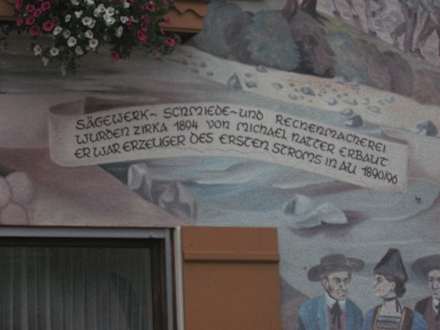 SÄGEWERK- SCHMIEDE- UND RECHENMACHEREI
WURDEN ZIRKA 1894 VON MICHAEL NATTER ERBAUT
ER WAR ERZEUGER DES ERSTEN STROMS IN AU 1890/96